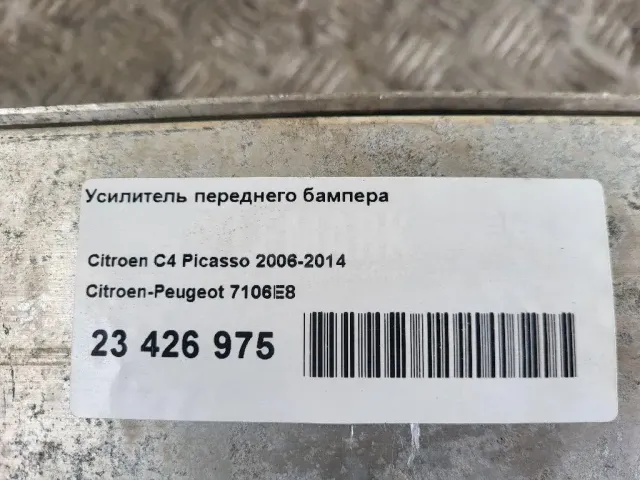 Усилитель переднего бампера
Citroen C4 Picasso 2006-2014
Citroen-Peugeot 7106E8
23 426 975